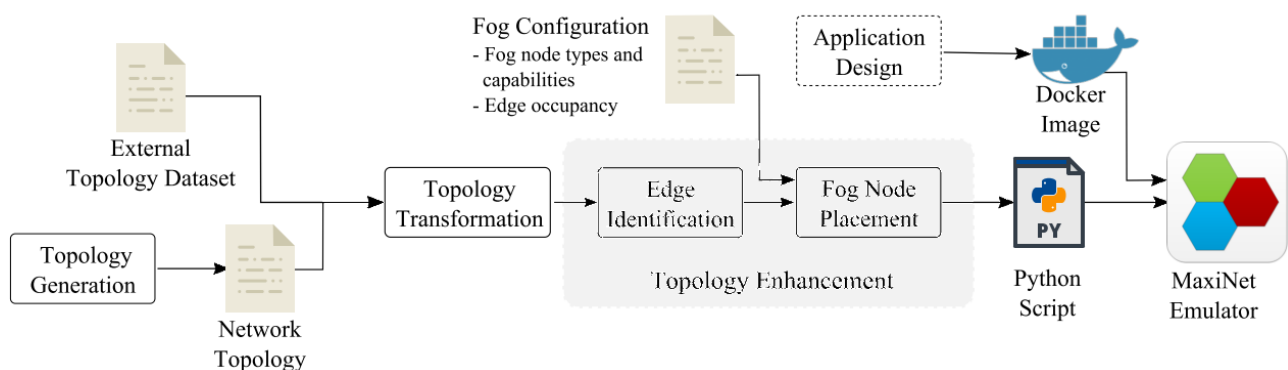 Fog Configuration
- Fog node types and
capabilities
- Edge occupancy
Application
Design
Docker
Image
External
Topology Dataset
Topology
Transformation
Edge
Identification
Fog Node
Placement
Topology Enhancement
PY
Python
Script
MaxiNet
Emulator
Topology
Generation
Network
Topology